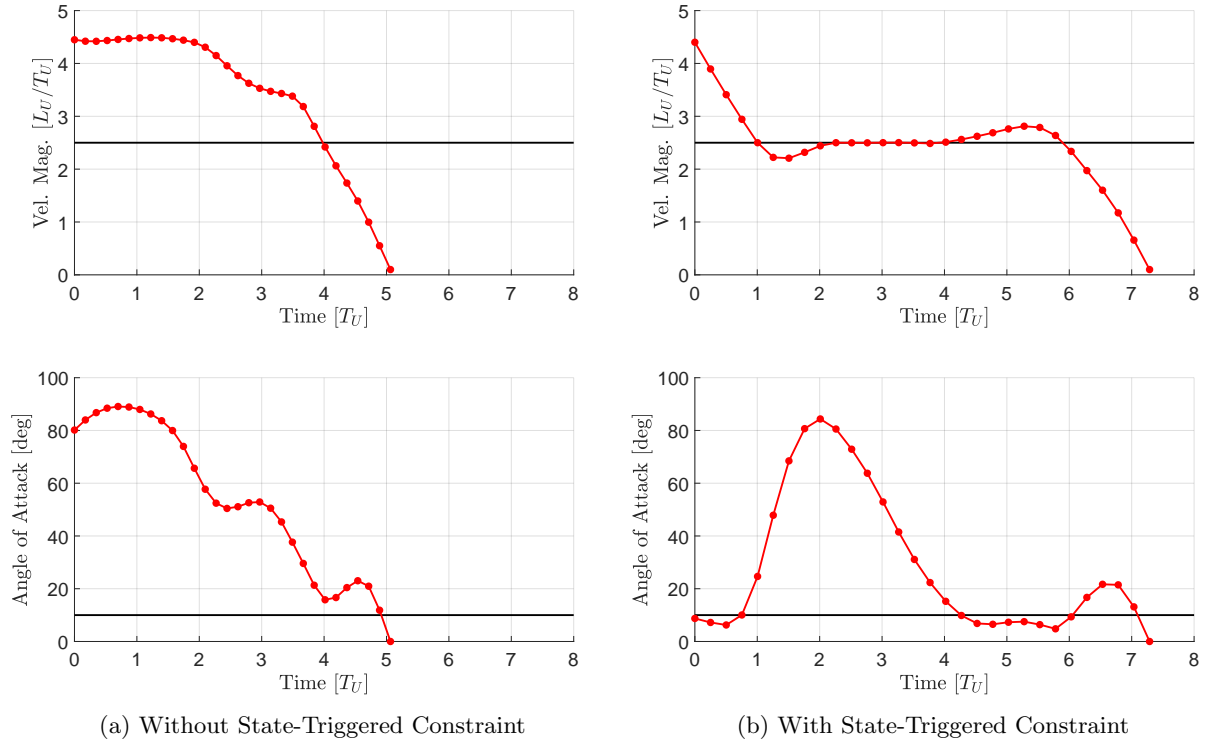 5
4
3
2
1
0
0 1 2 3 4 5 6 7 8
Vel. Mag. [L_U/T_U]
Time [T_U]
5
4
3
2
1
0
0 1 2 3 4 5 6 7 8
Vel. Mag. [L_U/T_U]
Time [T_U]
100
80
60
40
20
0
0 1 2 3 4 5 6 7 8
Angle of Attack [deg]
Time [T_U]
100
80
60
40
20
0
0 1 2 3 4 5 6 7 8
Angle of Attack [deg]
Time [T_U]
(a) Without State-Triggered Constraint
(b) With State-Triggered Constraint